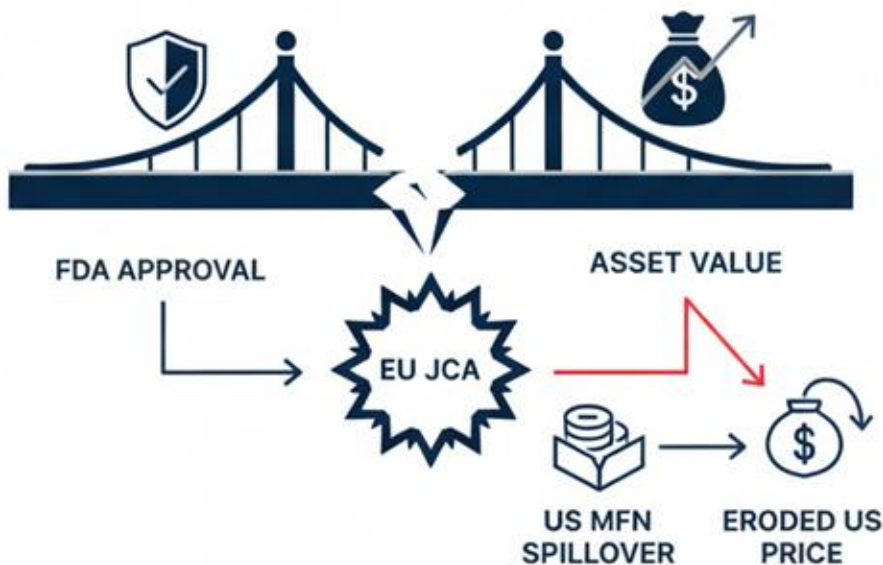 FDA APPROVAL
ASSET VALUE
EU JCA
US MFN
SPILLOVER
ERODED US
PRICE
$
$